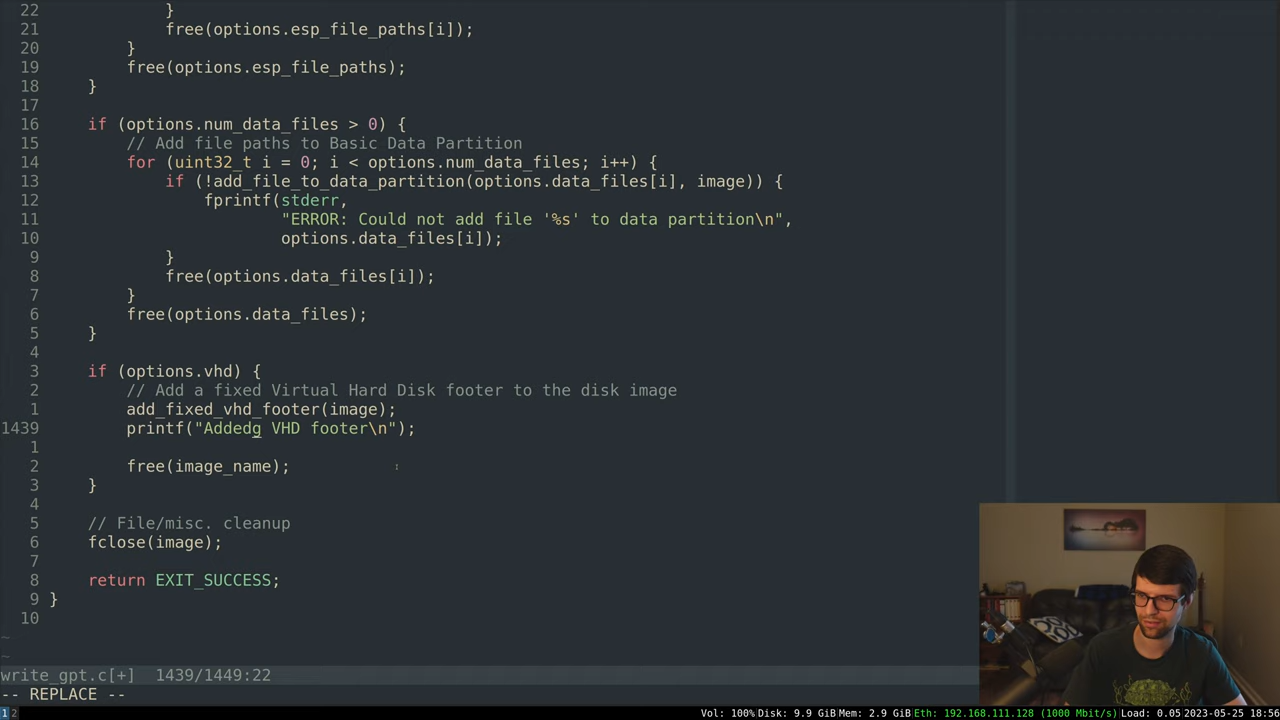 22             }
21             free(options.esp_file_paths[i]);
20         }
19         free(options.esp_file_paths);
18     }
17
16     if (options.num_data_files > 0) {
15         // Add file paths to Basic Data Partition
14         for (uint32_t i = 0; i < options.num_data_files; i++) {
13             if (!add_file_to_data_partition(options.data_files[i], image)) {
12                 fprintf(stderr,
11                         "ERROR: Could not add file '%s' to data partition\n",
10                         options.data_files[i]);
9             }
8             free(options.data_files[i]);
7         }
6         free(options.data_files);
5     }
4
3     if (options.vhd) {
2         // Add a fixed Virtual Hard Disk footer to the disk image
1         add_fixed_vhd_footer(image);
1439         printf("Addedg VHD footer\n");
1
2         free(image_name);
3     }
4
5     // File/misc. cleanup
6     fclose(image);
7
8     return EXIT_SUCCESS;
9 }
10
~
~
write_gpt.c[+]  1439/1449:22
-- REPLACE --
1 2 Vol: 100% Disk: 9.9 GiB Mem: 2.9 GiB Eth: 192.168.111.128 (1000 Mbit/s) Load: 0.05 2023-05-25 18:56